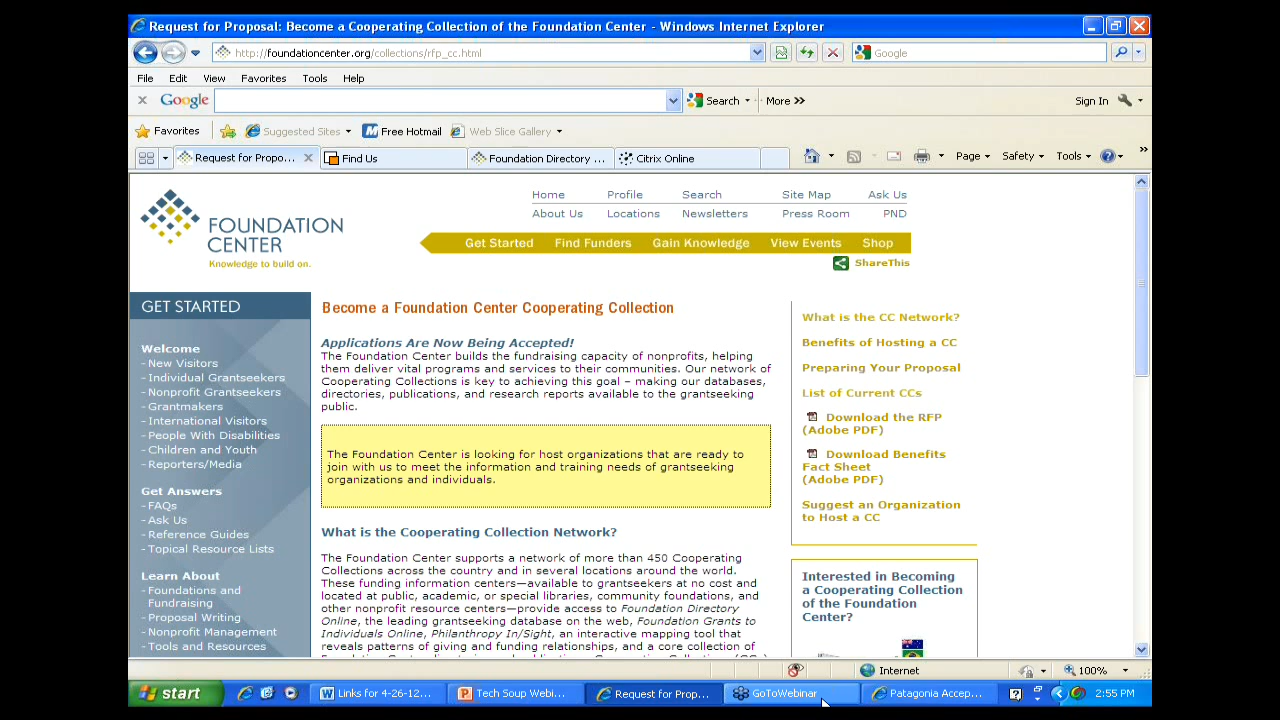 Request for Proposal: Become a Cooperating Collection of the Foundation Center - Windows Internet Explorer
http://foundationcenter.org/collections/rfp_cc.html
Google
File Edit View Favorites Tools Help
Google Search More >> Sign In
Favorites Suggested Sites Free Hotmail Web Slice Gallery
Request for Propo... Find Us Foundation Directory ... Citrix Online Page Safety Tools
Home Profile Search Site Map Ask Us
About Us Locations Newsletters Press Room PND
FOUNDATION
CENTER
Knowledge to build on.
Get Started Find Funders Gain Knowledge View Events Shop
ShareThis
GET STARTED
Welcome
- New Visitors
- Individual Grantseekers
- Nonprofit Grantseekers
- Grantmakers
- International Visitors
- People With Disabilities
- Children and Youth
- Reporters/Media
Get Answers
- FAQs
- Ask Us
- Reference Guides
- Topical Resource Lists
Learn About
- Foundations and
Fundraising
- Proposal Writing
- Nonprofit Management
- Tools and Resources
Become a Foundation Center Cooperating Collection
Applications Are Now Being Accepted!
The Foundation Center builds the fundraising capacity of nonprofits, helping
them deliver vital programs and services to their communities. Our network of
Cooperating Collections is key to achieving this goal – making our databases,
directories, publications, and research reports available to the grantseeking
public.
The Foundation Center is looking for host organizations that are ready to
join with us to meet the information and training needs of grantseeking
organizations and individuals.
What is the Cooperating Collection Network?
The Foundation Center supports a network of more than 450 Cooperating
Collections across the country and in several locations around the world.
These funding information centers—available to grantseekers at no cost and
located at public, academic, or special libraries, community foundations, and
other nonprofit resource centers—provide access to Foundation Directory
Online, the leading grantseeking database on the web, Foundation Grants to
Individuals Online, Philanthropy In/Sight, an interactive mapping tool that
reveals patterns of giving and funding relationships, and a core collection of
What is the CC Network?
Benefits of Hosting a CC
Preparing Your Proposal
List of Current CCs
Download the RFP
(Adobe PDF)
Download Benefits
Fact Sheet
(Adobe PDF)
Suggest an Organization
to Host a CC
Interested in Becoming
a Cooperating Collection
of the Foundation
Center?
Internet 100%
start Links for 4-26-12... Tech Soup Webi... Request for Prop... GoToWebinar Patagonia Accep... 2:55 PM